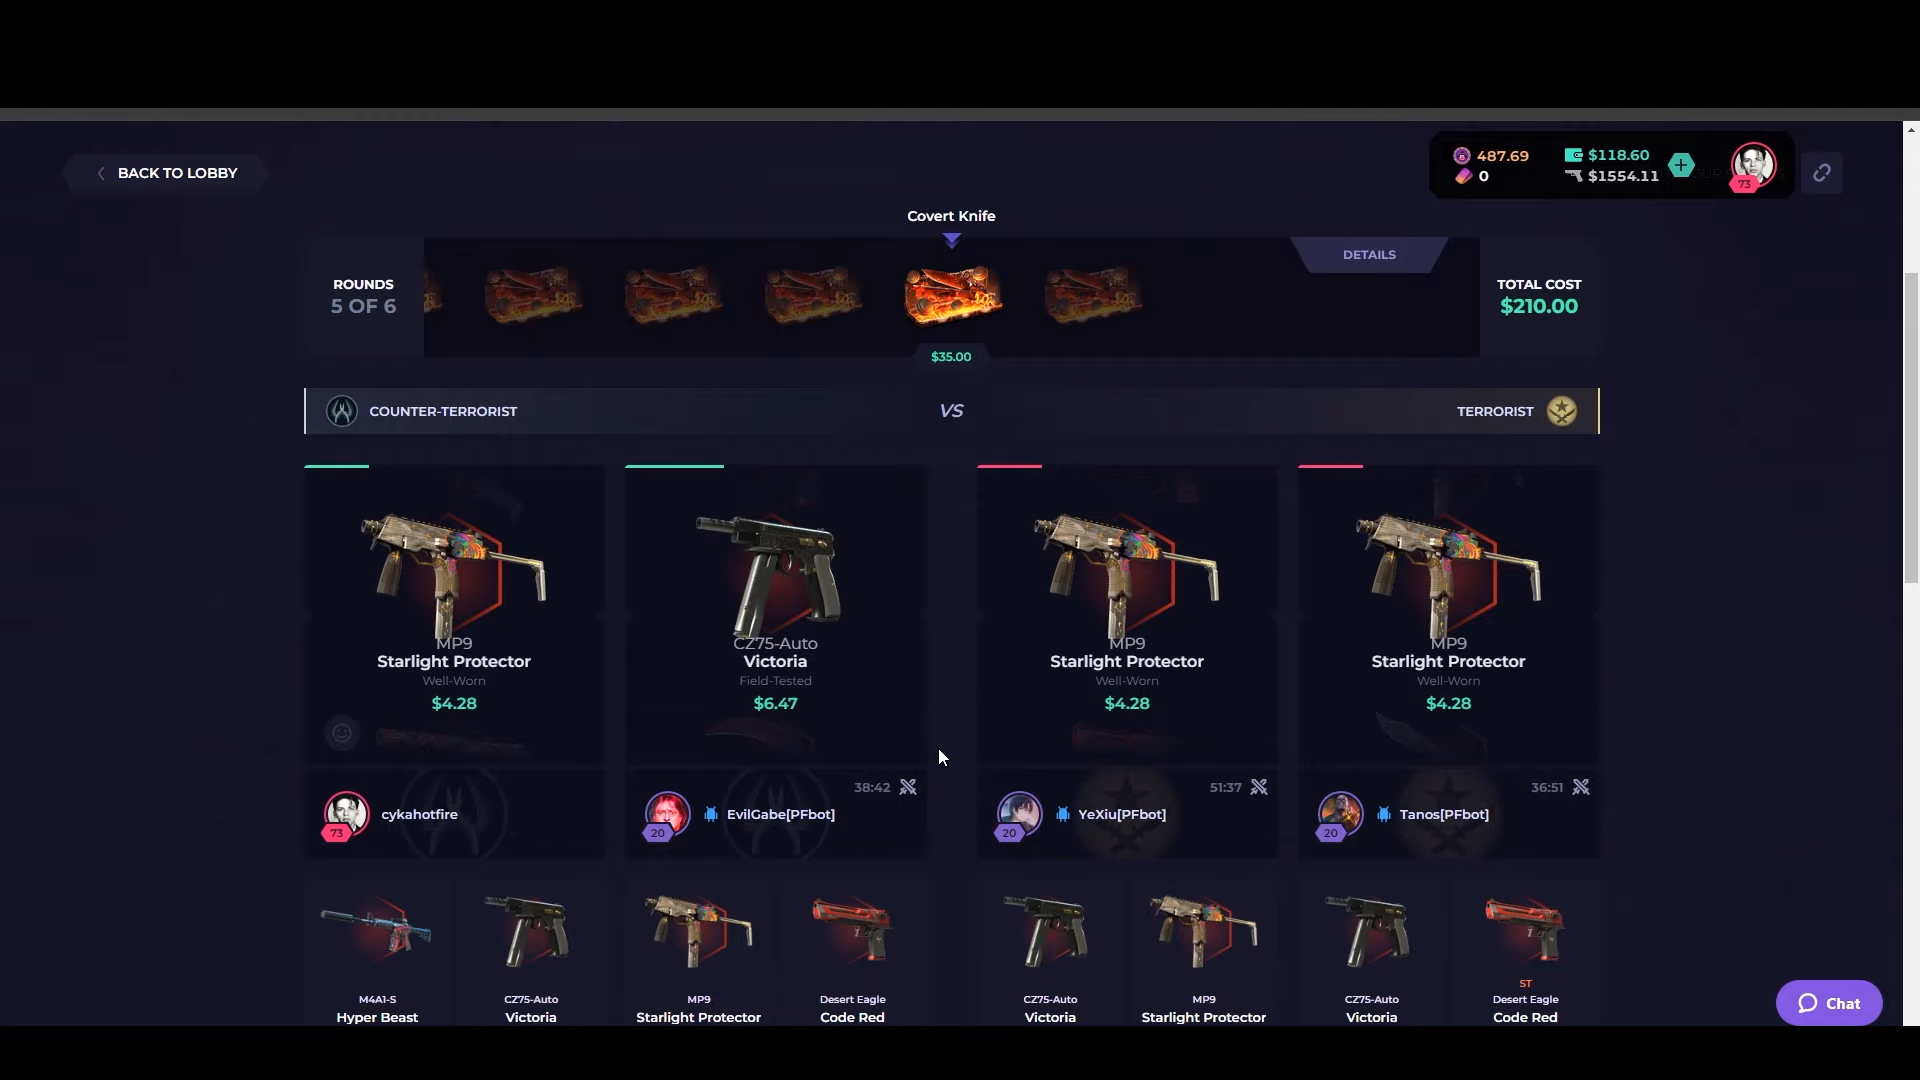 BACK TO LOBBY
487.69
$118.60
0
$1554.11
73
Covert Knife
DETAILS
ROUNDS
5 OF 6
TOTAL COST
$210.00
$35.00
COUNTER-TERRORIST
VS
TERRORIST
MP9
Starlight Protector
Well-Worn
$4.28
CZ75-Auto
Victoria
Field-Tested
$6.47
MP9
Starlight Protector
Well-Worn
$4.28
MP9
Starlight Protector
Well-Worn
$4.28
73
cykahotfire
38:42
20
EvilGabe[PFbot]
51:37
20
YeXiu[PFbot]
36:51
20
Tanos[PFbot]
M4A1-S
Hyper Beast
CZ75-Auto
Victoria
MP9
Starlight Protector
Desert Eagle
Code Red
CZ75-Auto
Victoria
MP9
Starlight Protector
CZ75-Auto
Victoria
ST
Desert Eagle
Code Red
Chat